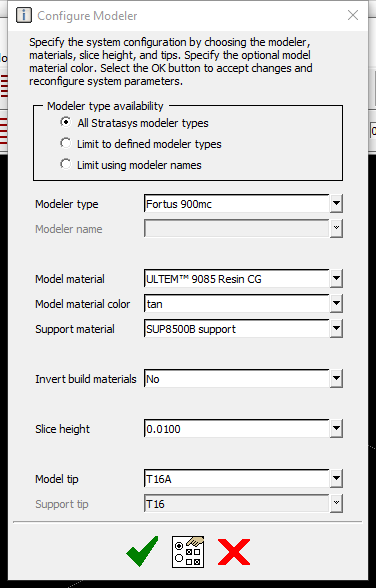 Configure Modeler
Specify the system configuration by choosing the modeler,
materials, slice height, and tips. Specify the optional model
material color. Select the OK button to accept changes and
reconfigure system parameters.
Modeler type availability
All Stratasys modeler types
Limit to defined modeler types
Limit using modeler names
Modeler type Fortus 900mc
Modeler name
Model material ULTEM™ 9085 Resin CG
Model material color tan
Support material SUP8500B support
Invert build materials No
Slice height 0.0100
Model tip T16A
Support tip T16